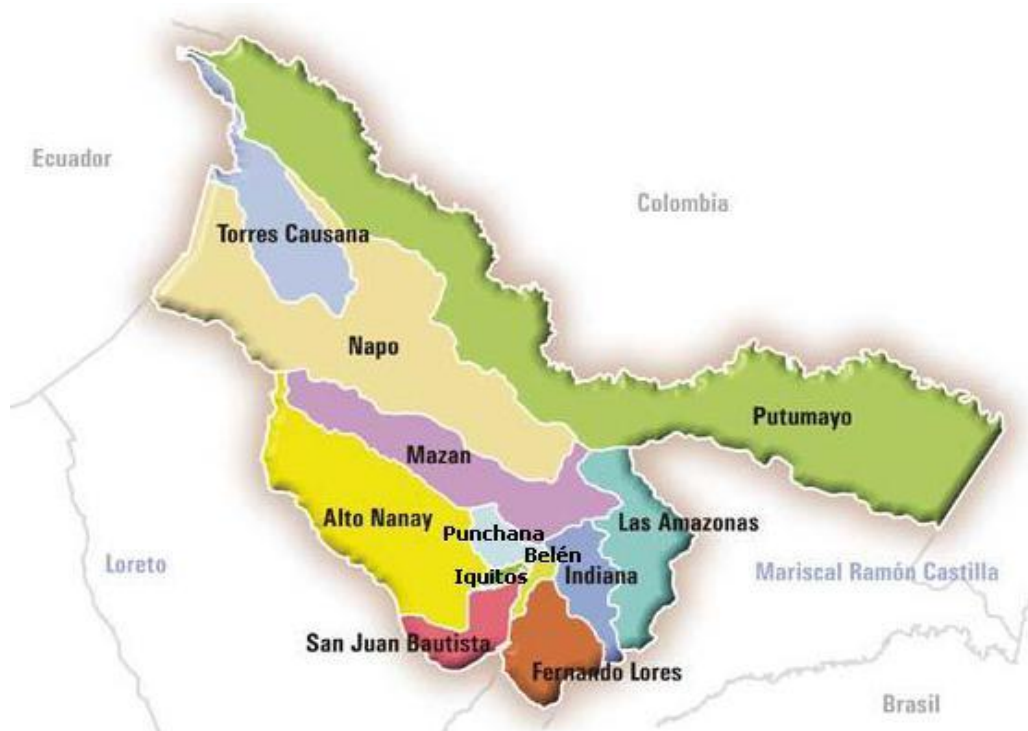 Ecuador
Colombia
Torres Causana
Napo
Putumayo
Mazan
Alto Nanay
Las Amazonas
Punchana
Belén
Loreto
Iquitos
Indiana
Mariscal Ramón Castilla
San Juan Bautista
Fernando Lores
Brasil